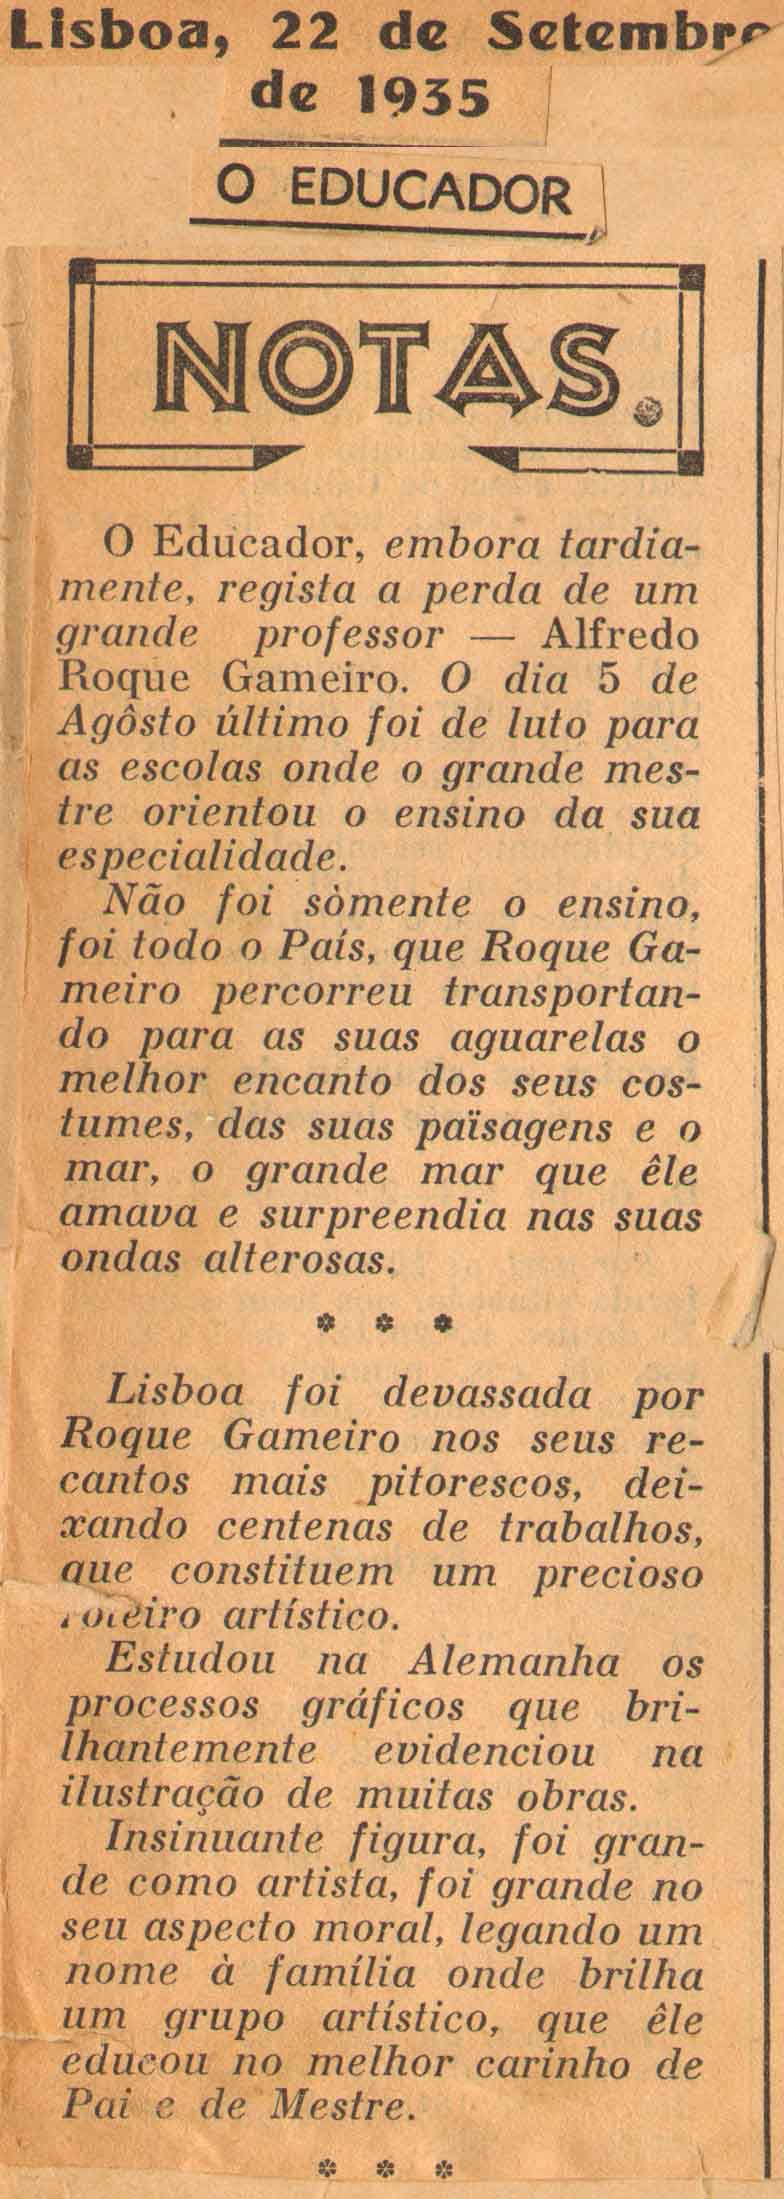 Lisboa, 22 de Setembro
de 1935
O EDUCADOR
NOTAS.
O Educador, embora tardia-
mente, regista a perda de um
grande professor — Alfredo
Roque Gameiro. O dia 5 de
Agôsto último foi de luto para
as escolas onde o grande mes-
tre orientou o ensino da sua
especialidade.
Não foi sòmente o ensino,
foi todo o País, que Roque Ga-
meiro percorreu transportan-
do para as suas aguarelas o
melhor encanto dos seus cos-
tumes, das suas païsagens e o
mar, o grande mar que êle
amava e surpreendia nas suas
ondas alterosas.
* * *
Lisboa foi devassada por
Roque Gameiro nos seus re-
cantos mais pitorescos, dei-
xando centenas de trabalhos,
que constituem um precioso
roteiro artístico.
Estudou na Alemanha os
processos gráficos que bri-
lhantemente evidenciou na
ilustração de muitas obras.
Insinuante figura, foi gran-
de como artista, foi grande no
seu aspecto moral, legando um
nome à família onde brilha
um grupo artístico, que êle
educou no melhor carinho de
Pai e de Mestre.
* * *